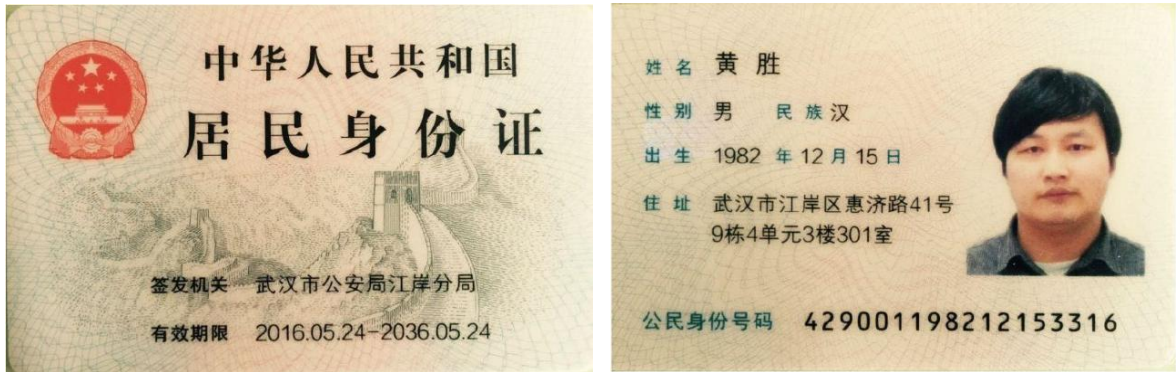 中华人民共和国
居民身份证
签发机关 武汉市公安局江岸分局
有效期限 2016.05.24-2036.05.24
姓名 黄胜
性别 男 民族 汉
出生 1982 年 12 月 15 日
住址 武汉市江岸区惠济路41号
9栋4单元3楼301室
公民身份号码 429001198212153316